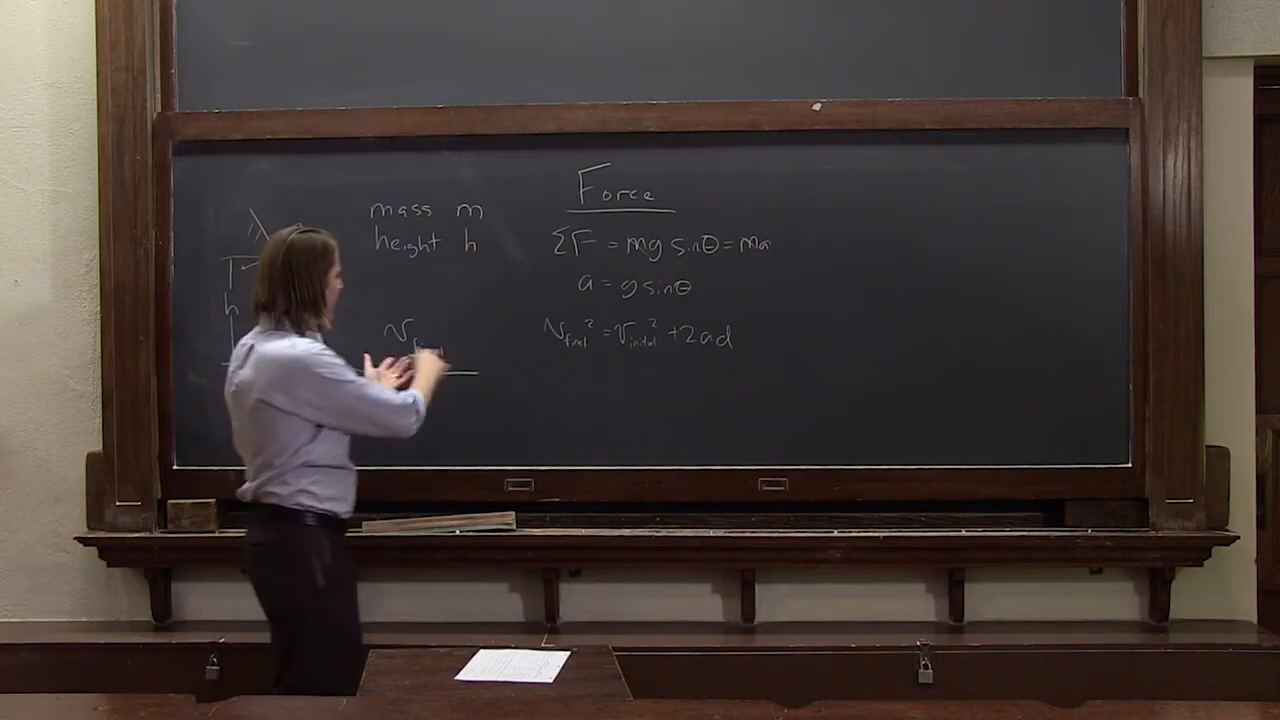 mass m
height h
h
v
Force
ΣF = mg sinθ = ma
a = g sinθ
v_final² = v_initial² + 2ad